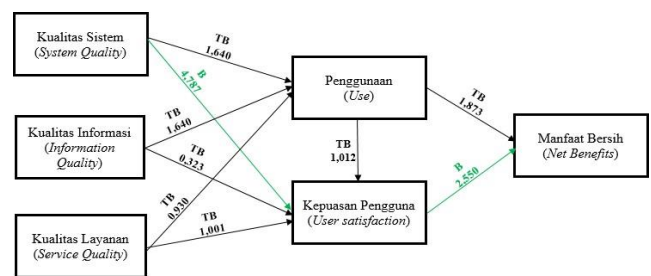 Kualitas Sistem
(System Quality)
TB
1,640
B
4,787
Penggunaan
(Use)
TB
1,873
Kualitas Informasi
(Information
Quality)
TB
1,640
TB
0,323
TB
1,012
Manfaat Bersih
(Net Benefits)
B
2,550
TB
0,930
Kepuasan Pengguna
(User satisfaction)
Kualitas Layanan
(Service Quality)
TB
1,001